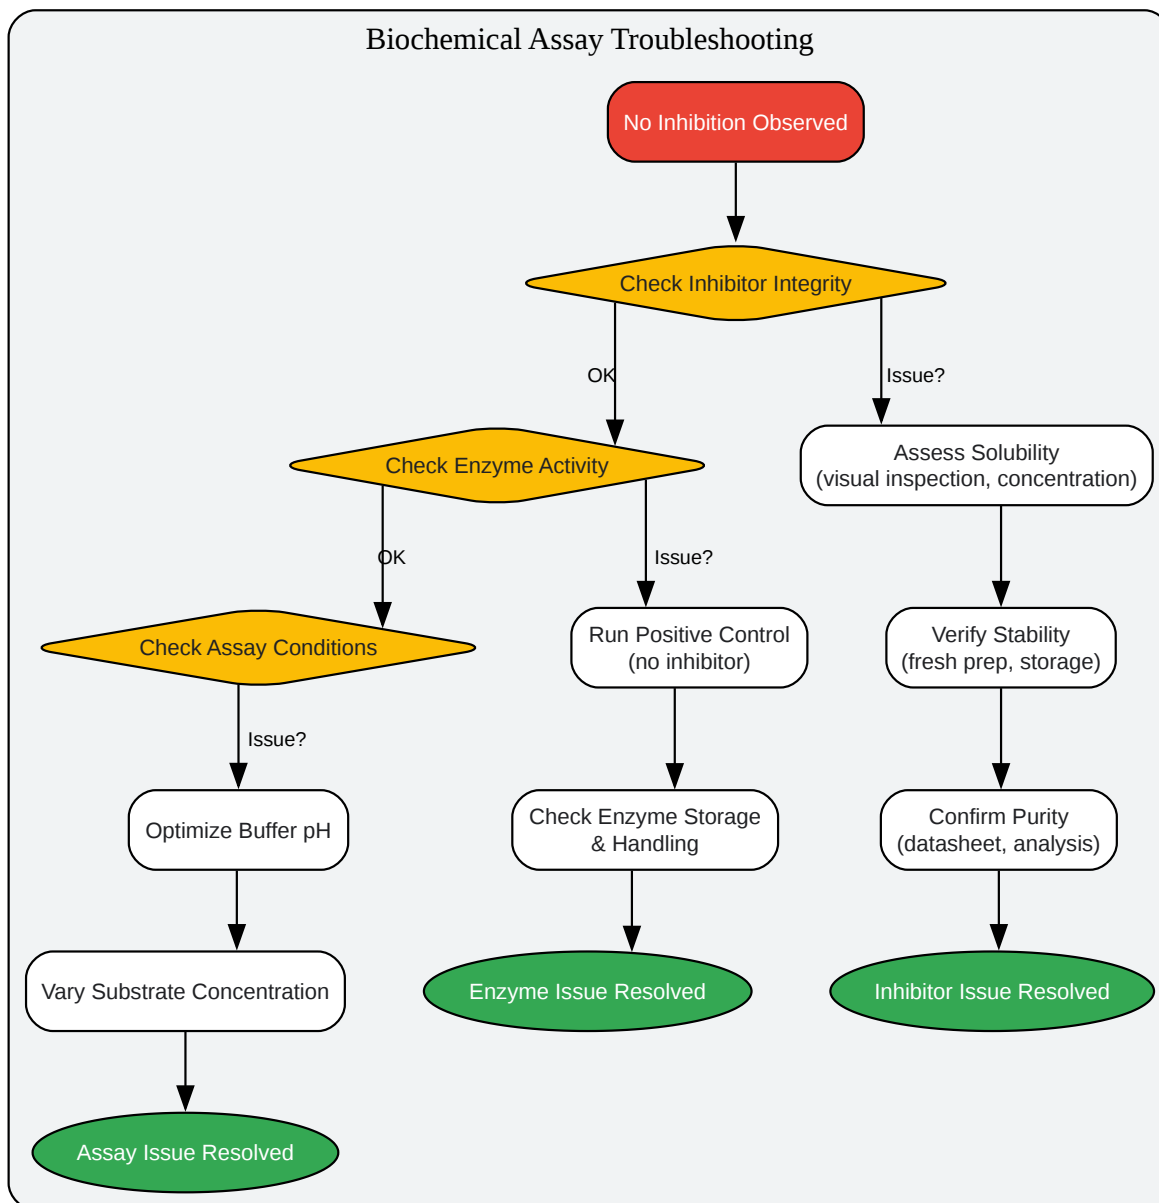 Biochemical Assay Troubleshooting
No Inhibition Observed
Check Inhibitor Integrity
OK
Issue?
Check Enzyme Activity
Assess Solubility
(visual inspection, concentration)
OK
Issue?
Check Assay Conditions
Run Positive Control
(no inhibitor)
Verify Stability
(fresh prep, storage)
Issue?
Optimize Buffer pH
Check Enzyme Storage
& Handling
Confirm Purity
(datasheet, analysis)
Vary Substrate Concentration
Enzyme Issue Resolved
Inhibitor Issue Resolved
Assay Issue Resolved